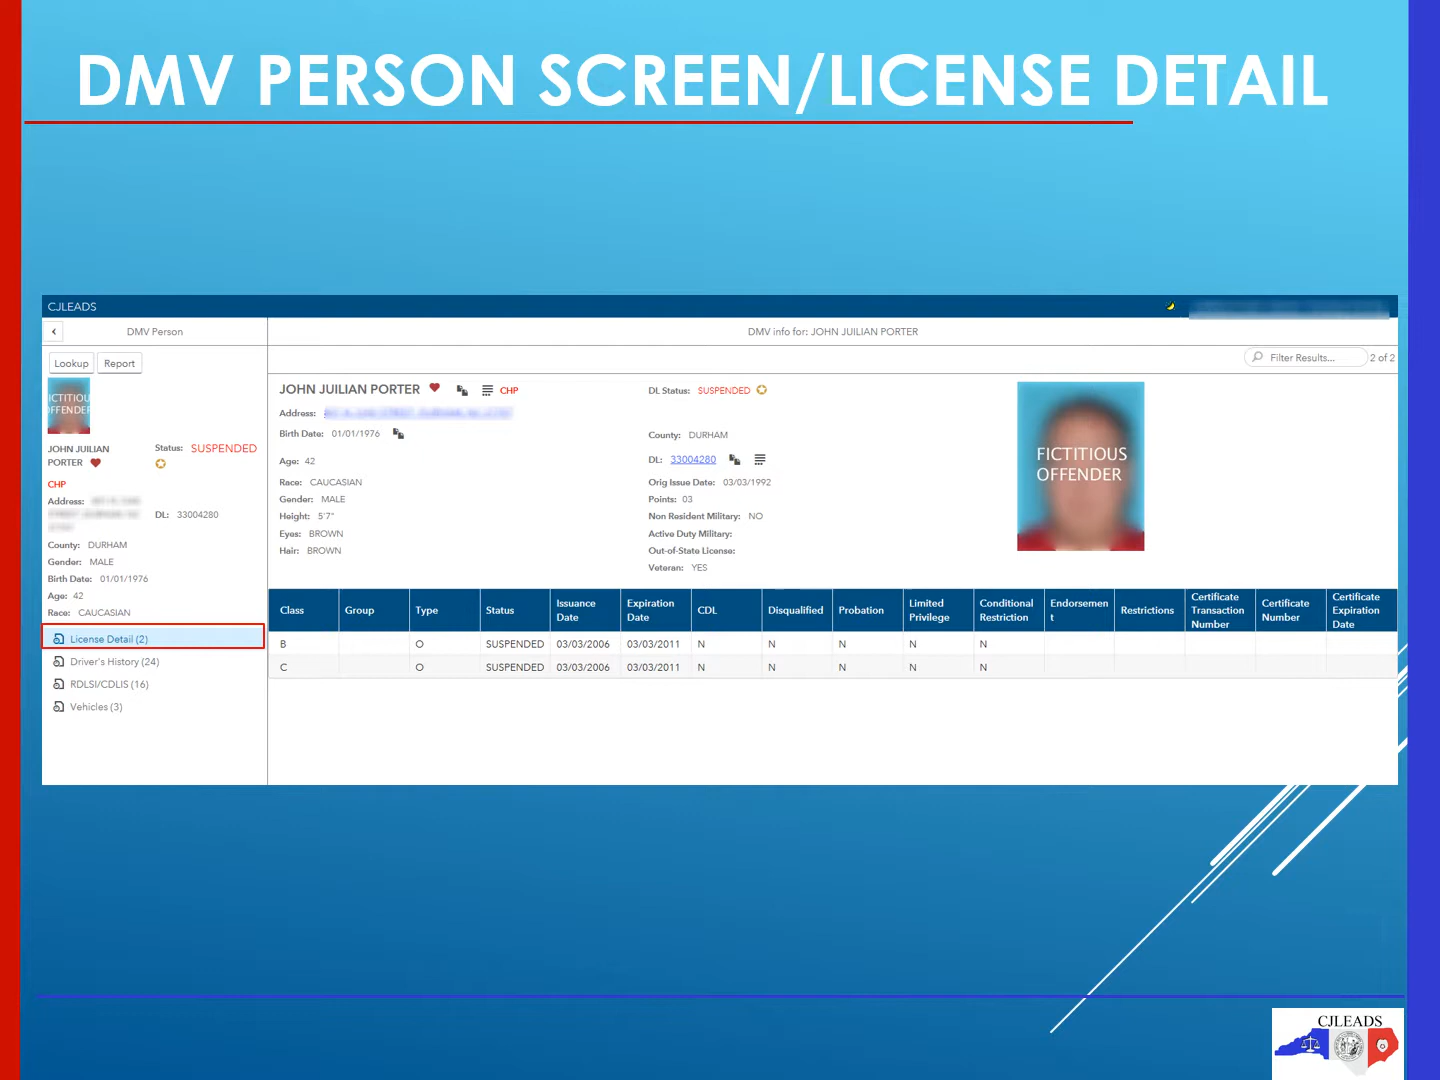 DMV PERSON SCREEN/LICENSE DETAIL
CJLEADS
DMV Person
DMV info for: JOHN JUILIAN PORTER
Lookup
Report
Filter Results...
2 of 2
FICTITIOUS
OFFENDER
JOHN JUILIAN
PORTER
Status: SUSPENDED
CHP
Address:
DL: 33004280
County: DURHAM
Gender: MALE
Birth Date: 01/01/1976
Age: 42
Race: CAUCASIAN
License Detail (2)
Driver's History (24)
RDLSI/CDLIS (16)
Vehicles (3)
JOHN JUILIAN PORTER CHP
Address:
Birth Date: 01/01/1976
Age: 42
Race: CAUCASIAN
Gender: MALE
Height: 5'7"
Eyes: BROWN
Hair: BROWN
DL Status: SUSPENDED
County: DURHAM
DL: 33004280
Orig Issue Date: 03/03/1992
Points: 03
Non Resident Military: NO
Active Duty Military:
Out-of-State License:
Veteran: YES
FICTITIOUS
OFFENDER
Class Group Type Status Issuance Date Expiration Date CDL Disqualified Probation Limited Privilege Conditional Restriction Endorsement Restrictions Certificate Transaction Number Certificate Number Certificate Expiration Date
B O SUSPENDED 03/03/2006 03/03/2011 N N N N N
C O SUSPENDED 03/03/2006 03/03/2011 N N N N N
CJLEADS